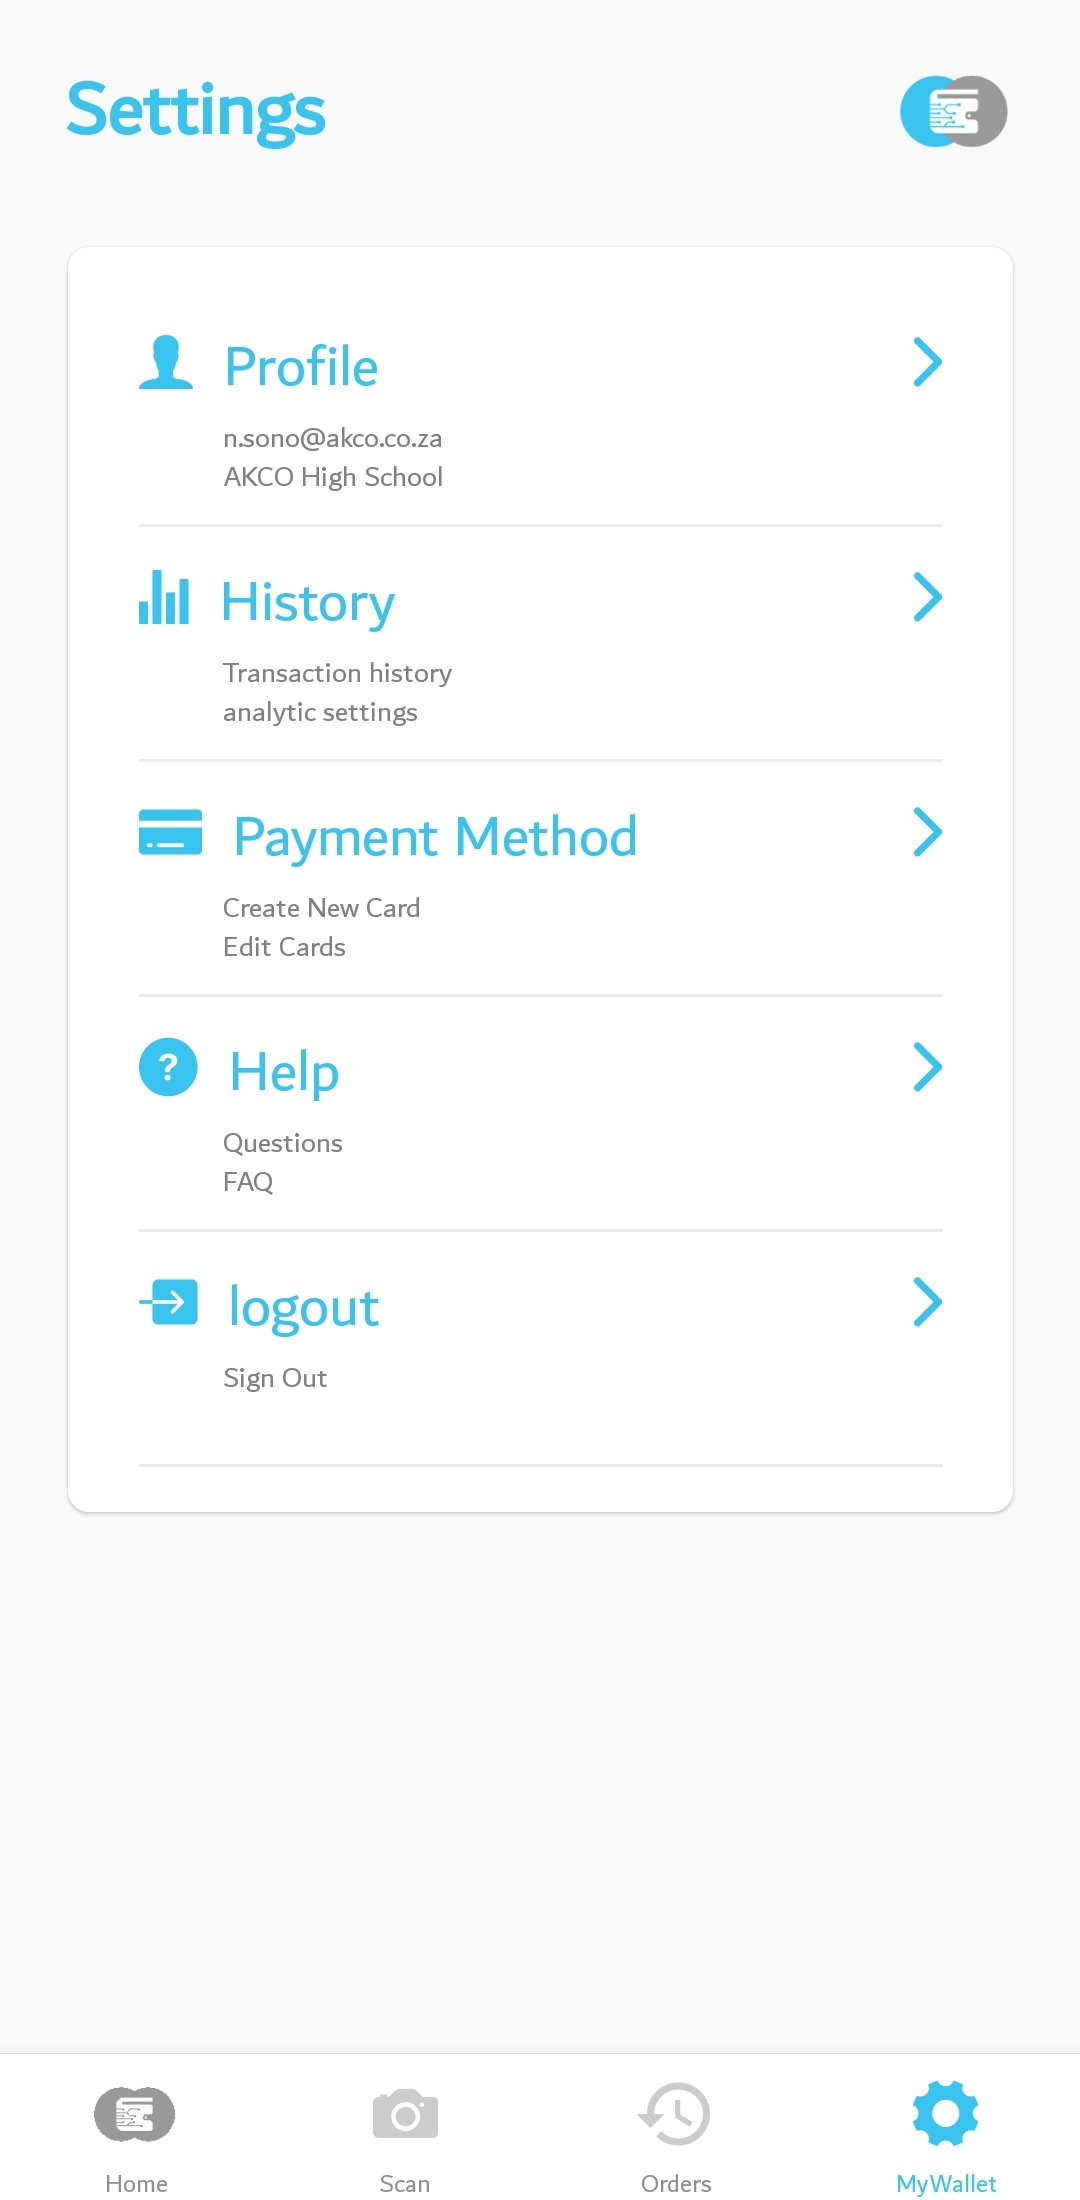 Settings
Profile
n.sono@akco.co.za
AKCO High School
History
Transaction history
analytic settings
Payment Method
Create New Card
Edit Cards
?
Help
Questions
FAQ
logout
Sign Out
Home
Scan
Orders
MyWallet